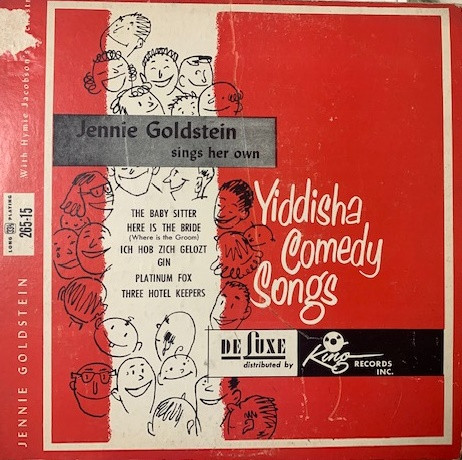 Jennie Goldstein
sings her own
THE BABY SITTER
HERE IS THE BRIDE
(Where is the Groom)
ICH HOB ZICH GELOZT
GIN
PLATINUM FOX
THREE HOTEL KEEPERS
Yiddisha
Comedy
Songs
DE LUXE
distributed by
King
RECORDS
INC.
With Hymie Jacobson
LONG PLAYING
265-15
JENNIE GOLDSTEIN